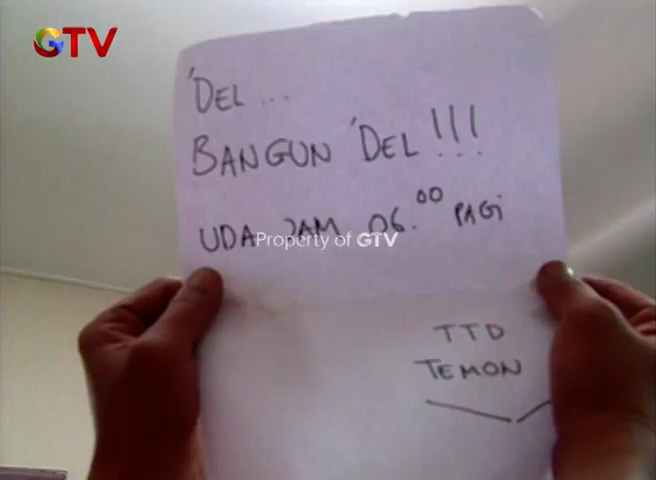 GTV
'DEL ...
BANGUN 'DEL !!!
UDA JAM 06.00 PAGI
Property of GTV
TTD
TEMON